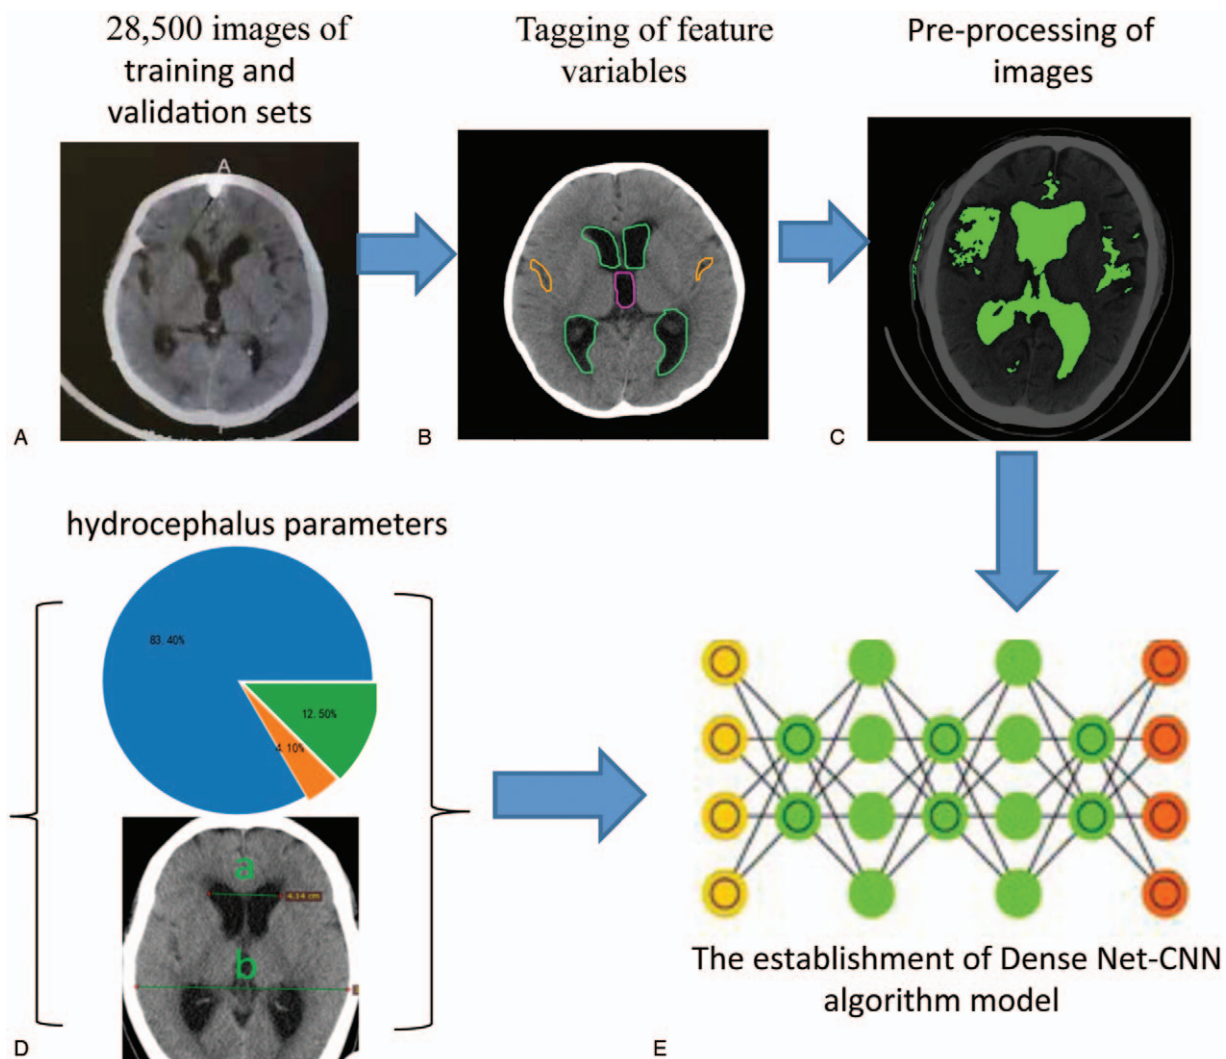 28,500 images of
training and
validation sets
Tagging of feature
variables
Pre-processing of
images
A
A
B
C
hydrocephalus parameters
83.40%
12.50%
4.10%
a
4.14 cm
b
The establishment of Dense Net-CNN
algorithm model
D
E